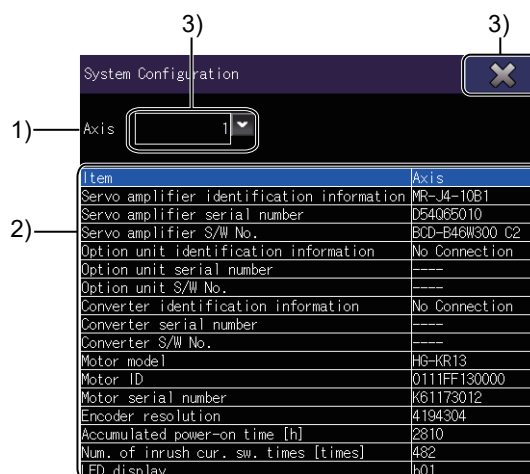 3) 3)
System Configuration
1) Axis 1
2)
Item Axis
Servo amplifier identification information MR-J4-10B1
Servo amplifier serial number D54Q65010
Servo amplifier S/W No. BCD-B46W300 C2
Option unit identification information No Connection
Option unit serial number ----
Option unit S/W No. ----
Converter identification information No Connection
Converter serial number ----
Converter S/W No. ----
Motor model HG-KR13
Motor ID 0111FF130000
Motor serial number K61173012
Encoder resolution 4194304
Accumulated power-on time [h] 2810
Num. of inrush cur. sw. times [times] 482
LED display b01